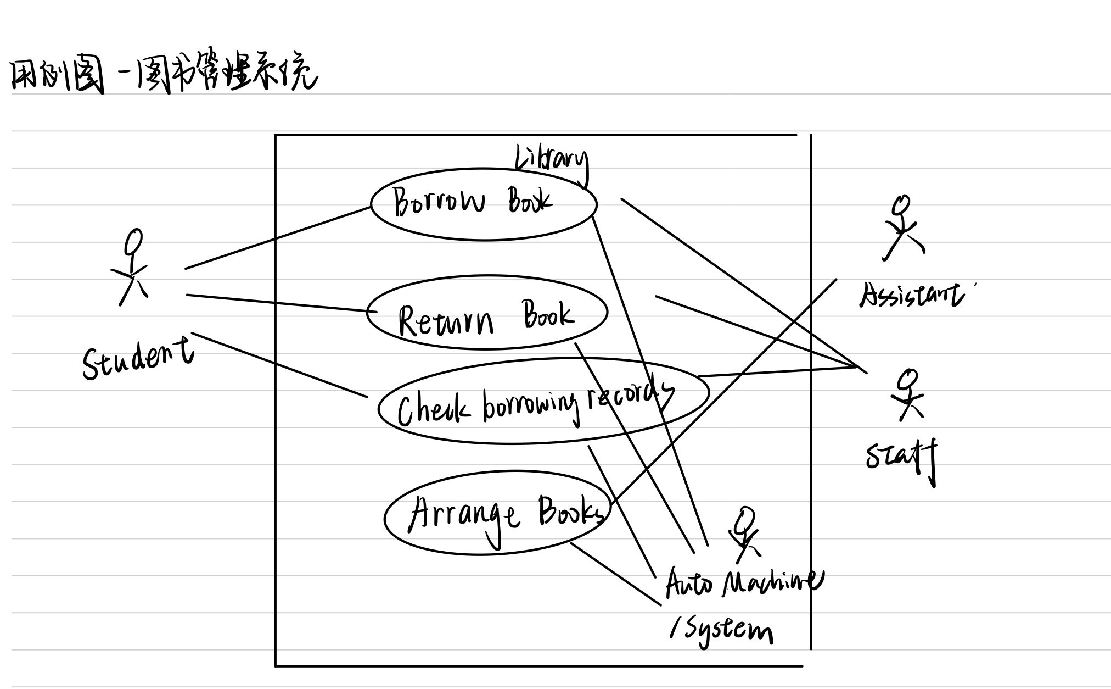 用例图-图书管理系统
Library
Borrow Book
Return Book
Check borrowing records
Arrange Books
Student
Assistant
Staff
Auto Machine
/System